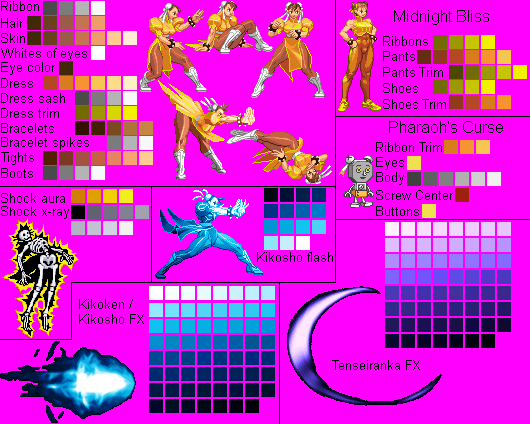 Ribbon
Hair
Skin
Whites of eyes
Eye color
Dress
Dress sash
Dress trim
Bracelets
Bracelet spikes
Tights
Boots
Midnight Bliss
Ribbons
Pants
Pants Trim
Shoes
Shoes Trim
Pharaoh's Curse
Ribbon Trim
Eyes
Body
Screw Center
Buttons
Shock aura
Shock x-ray
Kikosho flash
Kikoken /
Kikosho FX
Tenseiranka FX